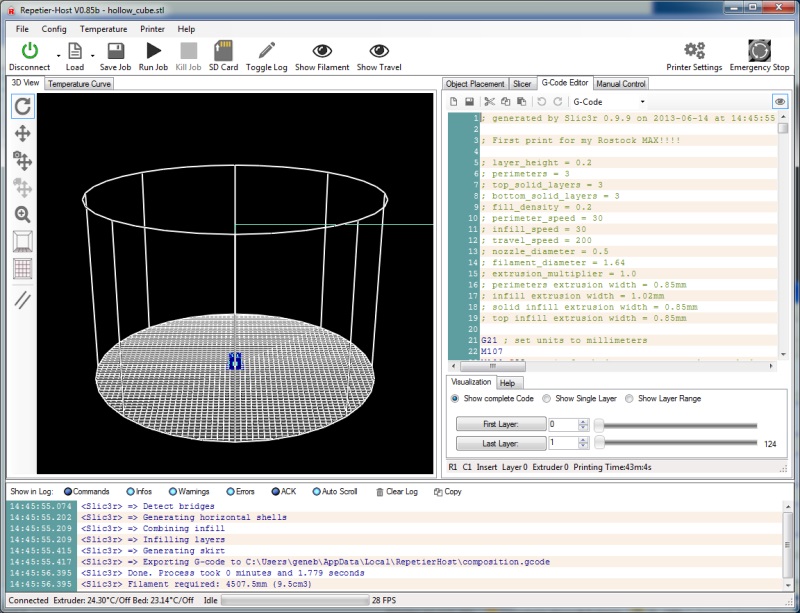 Repetier-Host V0.85b - hollow_cube.stl
File Config Temperature Printer Help
Disconnect Load Save Job Run Job Kill Job SD Card Toggle Log Show Filament Show Travel Printer Settings Emergency Stop
3D View Temperature Curve
Object Placement Slicer G-Code Editor Manual Control
G-Code
1 ; generated by Slic3r 0.9.9 on 2013-06-14 at 14:45:55
2
3 ; First print for my Rostock MAX!!!!
4
5 ; layer_height = 0.2
6 ; perimeters = 3
7 ; top_solid_layers = 3
8 ; bottom_solid_layers = 3
9 ; fill_density = 0.2
10 ; perimeter_speed = 30
11 ; infill_speed = 30
12 ; travel_speed = 200
13 ; nozzle_diameter = 0.5
14 ; filament_diameter = 1.64
15 ; extrusion_multiplier = 1.0
16 ; perimeters extrusion width = 0.85mm
17 ; infill extrusion width = 1.02mm
18 ; solid infill extrusion width = 0.85mm
19 ; top infill extrusion width = 0.85mm
20
21 G21 ; set units to millimeters
22 M107
Visualization Help
Show complete Code Show Single Layer Show Layer Range
First Layer: 0
Last Layer: 1 124
R1 C1 Insert Layer 0 Extruder 0 Printing Time:43m:4s
Show in Log: Commands Infos Warnings Errors ACK Auto Scroll Clear Log Copy
14:45:55.074 <Slic3r> => Detect bridges
14:45:55.202 <Slic3r> => Generating horizontal shells
14:45:55.209 <Slic3r> => Combining infill
14:45:55.209 <Slic3r> => Infilling layers
14:45:55.415 <Slic3r> => Generating skirt
14:45:55.417 <Slic3r> => Exporting G-code to C:\Users\geneb\AppData\Local\RepetierHost\composition.gcode
14:45:56.395 <Slic3r> Done. Process took 0 minutes and 1.779 seconds
14:45:56.395 <Slic3r> Filament required: 4507.5mm (9.5cm3)
Connected Extruder: 24.30°C/Off Bed: 23.14°C/Off Idle 28 FPS